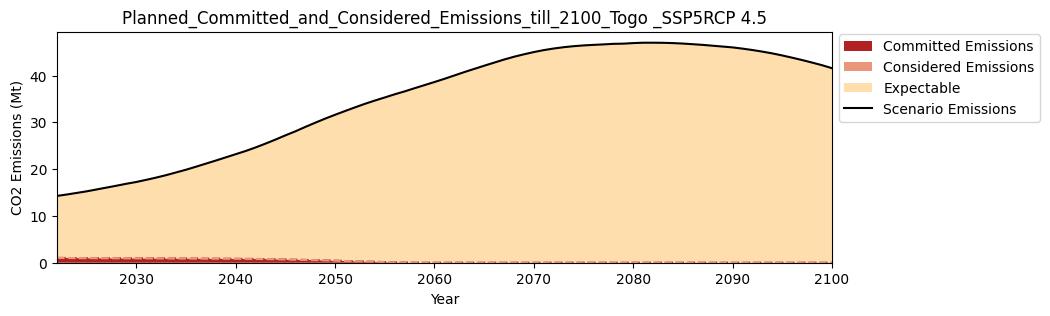 Planned_Committed_and_Considered_Emissions_till_2100_Togo _SSP5RCP 4.5
Committed Emissions
Considered Emissions
Expectable
Scenario Emissions
CO2 Emissions (Mt)
40
30
20
10
0
2030
2040
2050
2060
2070
2080
2090
2100
Year